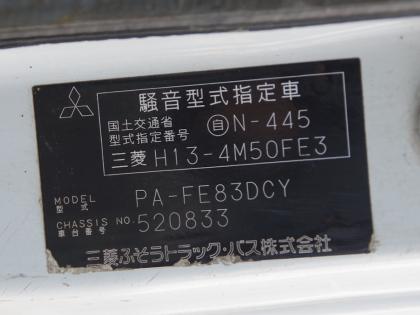 騒音型式指定車
国土交通省
型式指定番号 自N-445
三菱 H13-4M50FE3
MODEL
型式 PA-FE83DCY
CHASSIS NO.
車台番号 520833
三菱ふそうトラック・バス株式会社